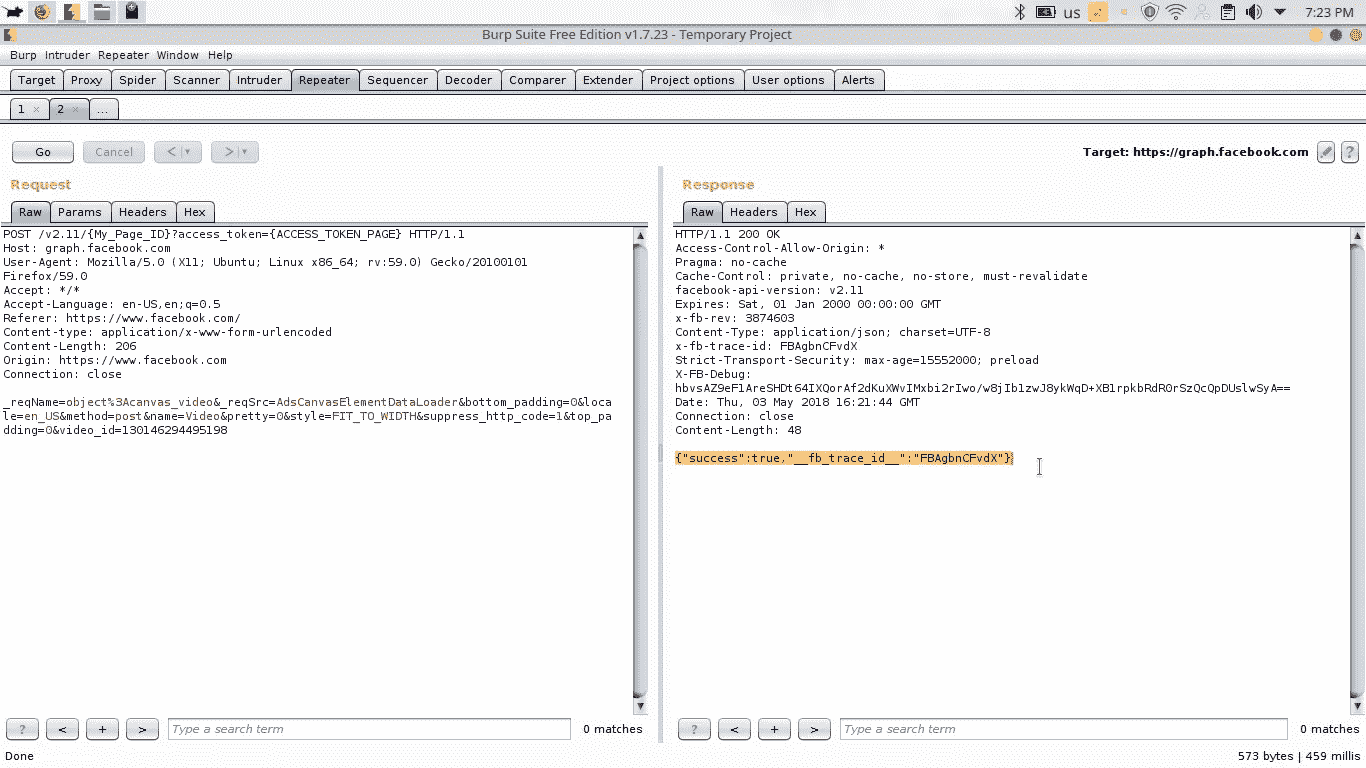 us
7:23 PM
Burp Suite Free Edition v1.7.23 - Temporary Project
Burp Intruder Repeater Window Help
Target Proxy Spider Scanner Intruder Repeater Sequencer Decoder Comparer Extender Project options User options Alerts
1 × 2 × ...
Go Cancel < > Target: https://graph.facebook.com ?
Request
Raw Params Headers Hex
POST /v2.11/{My_Page_ID}?access_token={ACCESS_TOKEN_PAGE} HTTP/1.1
Host: graph.facebook.com
User-Agent: Mozilla/5.0 (X11; Ubuntu; Linux x86_64; rv:59.0) Gecko/20100101
Firefox/59.0
Accept: */*
Accept-Language: en-US,en;q=0.5
Referer: https://www.facebook.com/
Content-type: application/x-www-form-urlencoded
Content-Length: 206
Origin: https://www.facebook.com
Connection: close
_reqName=object%3Acanvas_video&_reqSrc=AdsCanvasElementDataLoader&bottom_padding=0&loca
le=en_US&method=post&name=Video&pretty=0&style=FIT_TO_WIDTH&suppress_http_code=1&top_pa
dding=0&video_id=130146294495198
? < + > Type a search term 0 matches
Response
Raw Headers Hex
HTTP/1.1 200 OK
Access-Control-Allow-Origin: *
Pragma: no-cache
Cache-Control: private, no-cache, no-store, must-revalidate
facebook-api-version: v2.11
Expires: Sat, 01 Jan 2000 00:00:00 GMT
x-fb-rev: 3874603
Content-Type: application/json; charset=UTF-8
x-fb-trace-id: FBAgbnCFvdX
Strict-Transport-Security: max-age=15552000; preload
X-FB-Debug:
hbvsAZ9eFlAreSHDt64IXQorAf2dKuXWvIMxbi2rIwo/w8jIb1zwJ8ykWqD+XB1rpkbRdR0rSzQcQpDUslwSyA==
Date: Thu, 03 May 2018 16:21:44 GMT
Connection: close
Content-Length: 48
{"success":true,"__fb_trace_id__":"FBAgbnCFvdX"}
? < + > Type a search term 0 matches
Done
573 bytes | 459 millis